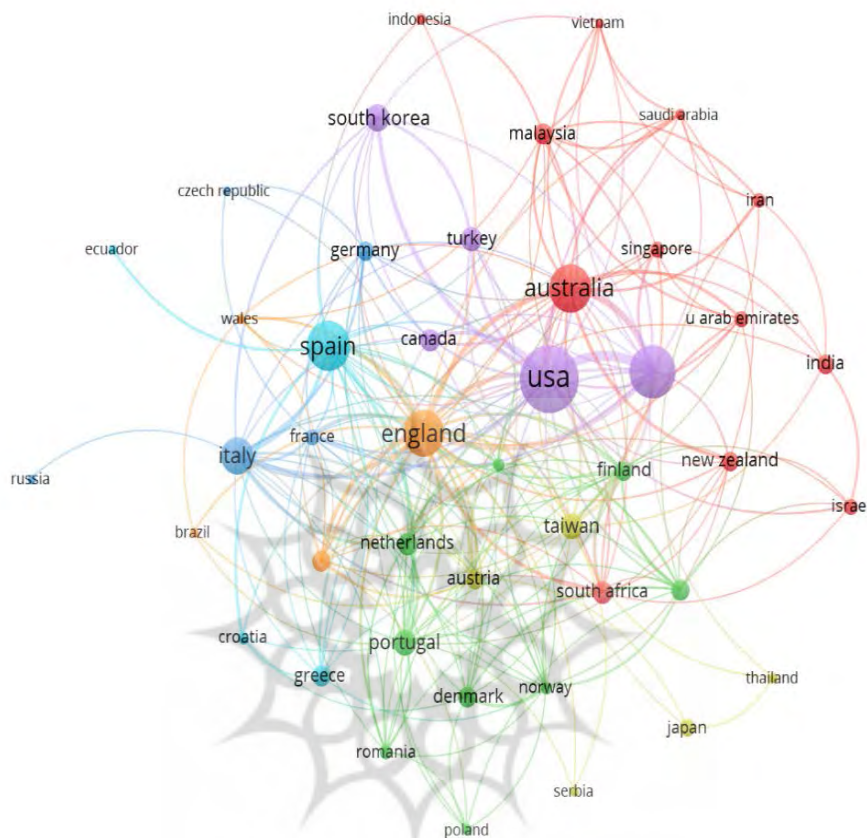 indonesia
vietnam
south korea
saudi arabia
malaysia
czech republic
iran
turkey
ecuador
germany
singapore
australia
wales
u arab emirates
canada
spain
india
usa
england
italy
france
finland
new zealand
russia
israe
taiwan
brazil
netherlands
austria
south africa
croatia
portugal
greece
thailand
norway
denmark
japan
romania
serbia
poland